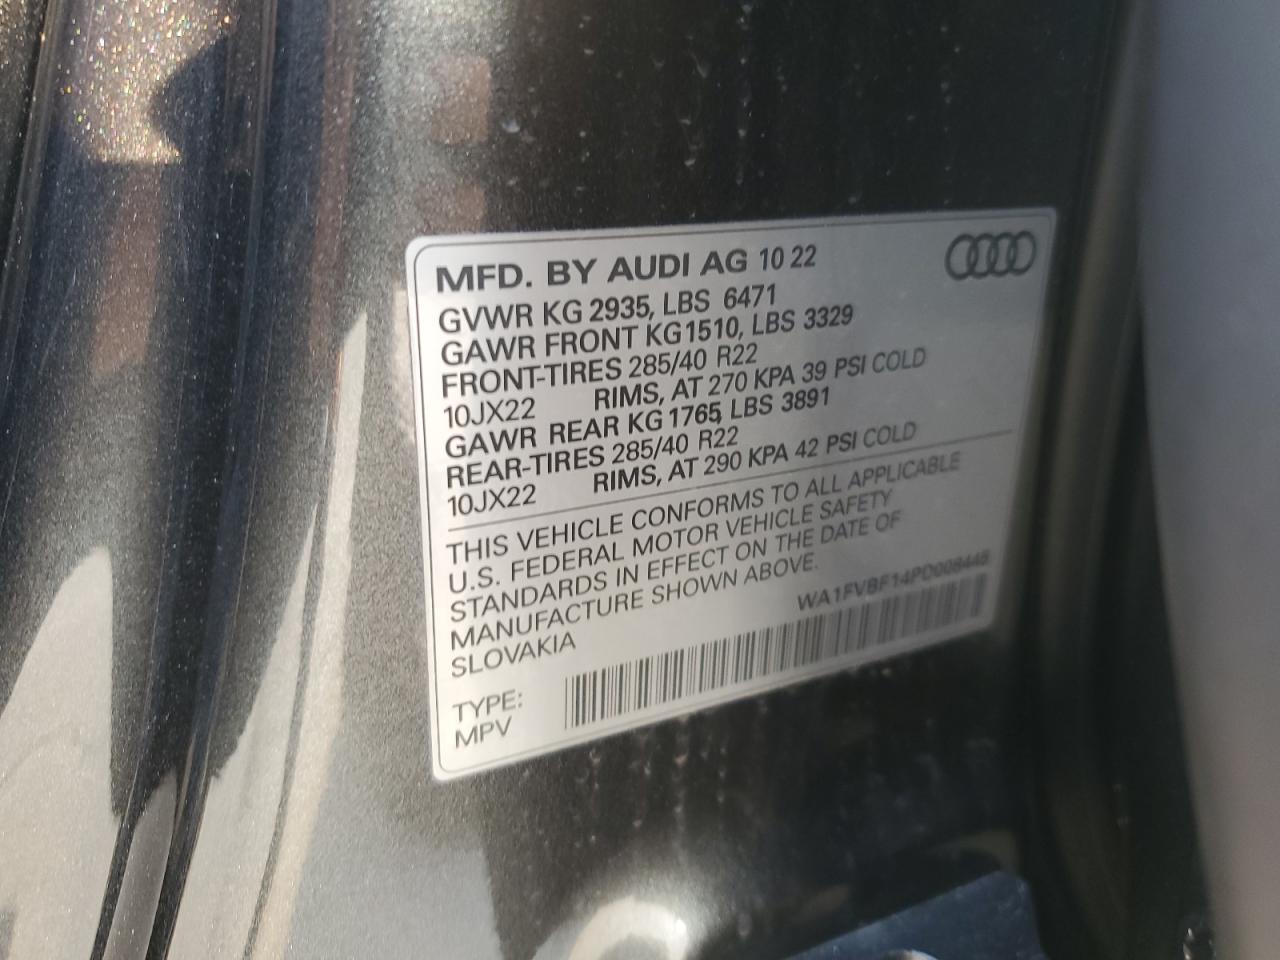 MFD. BY AUDI AG 10 22
GVWR KG 2935, LBS 6471
GAWR FRONT KG1510, LBS 3329
FRONT-TIRES 285/40 R22
10JX22 RIMS, AT 270 KPA 39 PSI COLD
GAWR REAR KG 1765, LBS 3891
REAR-TIRES 285/40 R22
10JX22 RIMS, AT 290 KPA 42 PSI COLD
THIS VEHICLE CONFORMS TO ALL APPLICABLE
U.S. FEDERAL MOTOR VEHICLE SAFETY
STANDARDS IN EFFECT ON THE DATE OF
MANUFACTURE SHOWN ABOVE.
SLOVAKIA
WA1FVBF14PD008445
TYPE:
MPV